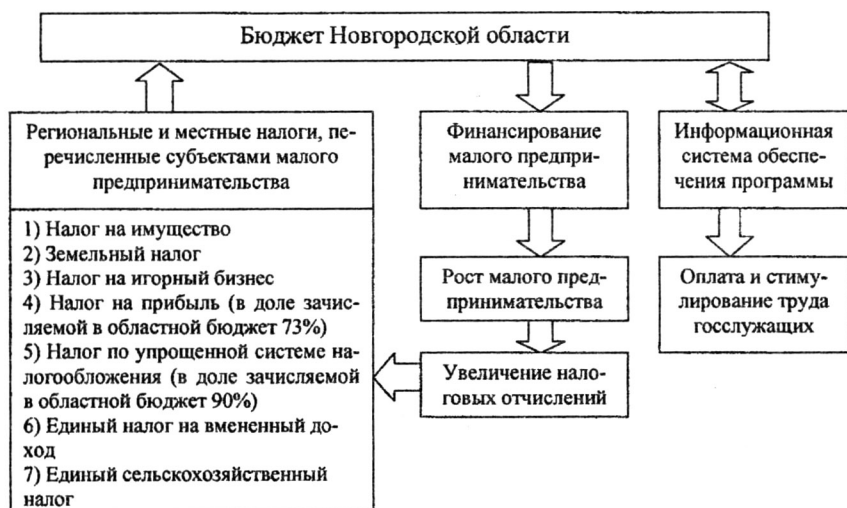 Бюджет Новгородской области
Региональные и местные налоги, пе-
речисленные субъектами малого
предпринимательства
1) Налог на имущество
2) Земельный налог
3) Налог на игорный бизнес
4) Налог на прибыль (в доле зачис-
ляемой в областной бюджет 73%)
5) Налог по упрощенной системе на-
логообложения (в доле зачисляемой
в областной бюджет 90%)
6) Единый налог на вмененный до-
ход
7) Единый сельскохозяйственный
налог
Финансирование
малого предпри-
нимательства
Рост малого пред-
принимательства
Увеличение нало-
говых отчислений
Информационная
система обеспе-
чения программы
Оплата и стиму-
лирование труда
госслужащих